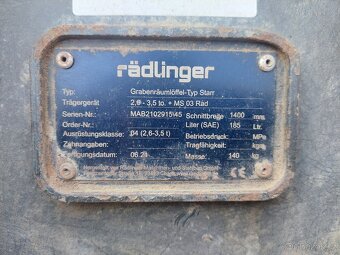 rädlinger
Typ: Grabenräumlöffel-Typ Starr
Trägergerät 2,6 - 3,5 to. + MS 03 Räd
Serien-Nr.: MAB2102915\45 Schnittbreite 1400 mm
Order-Nr.: Liter (SAE) 185 Ltr.
Ausrüstungsklasse: 04 (2,6-3,5 t) Betriebsdruck: MPa
Zahnangaben: Tragfähigkeit: kg
Fertigungsdatum: 06.21 Masse: 140 kg